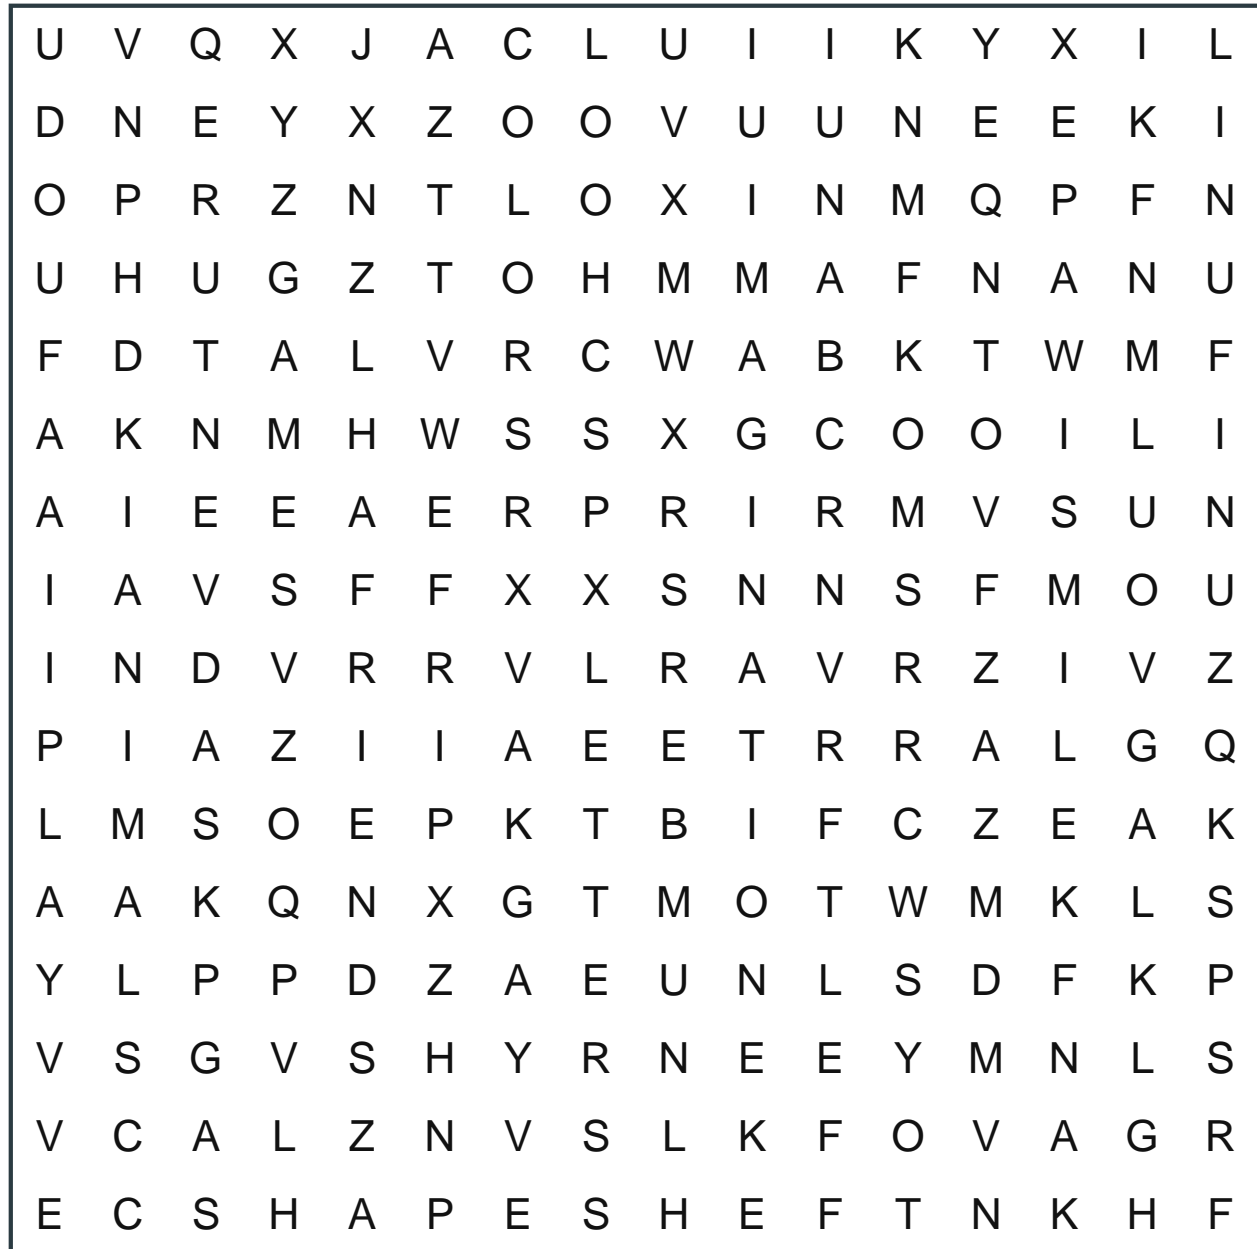 U V Q X J A C L U I I K Y X I L
D N E Y X Z O O V U U N E E K I
O P R Z N T L O X I N M Q P F N
U H U G Z T O H M M A F N A N U
F D T A L V R C W A B K T W M F
A K N M H W S S X G C O O I L I
A I E E A E R P R I R M V S U N
I A V S F F X X S N N S F M O U
I N D V R R V L R A V R Z I V Z
P I A Z I I A E E T R R A L G Q
L M S O E P K T B I F C Z E A K
A A K Q N X G T M O T W M K L S
Y L P P D Z A E U N L S D F K P
V S G V S H Y R N E E Y M N L S
V C A L Z N V S L K F O V A G R
E C S H A P E S H E F T N K H F